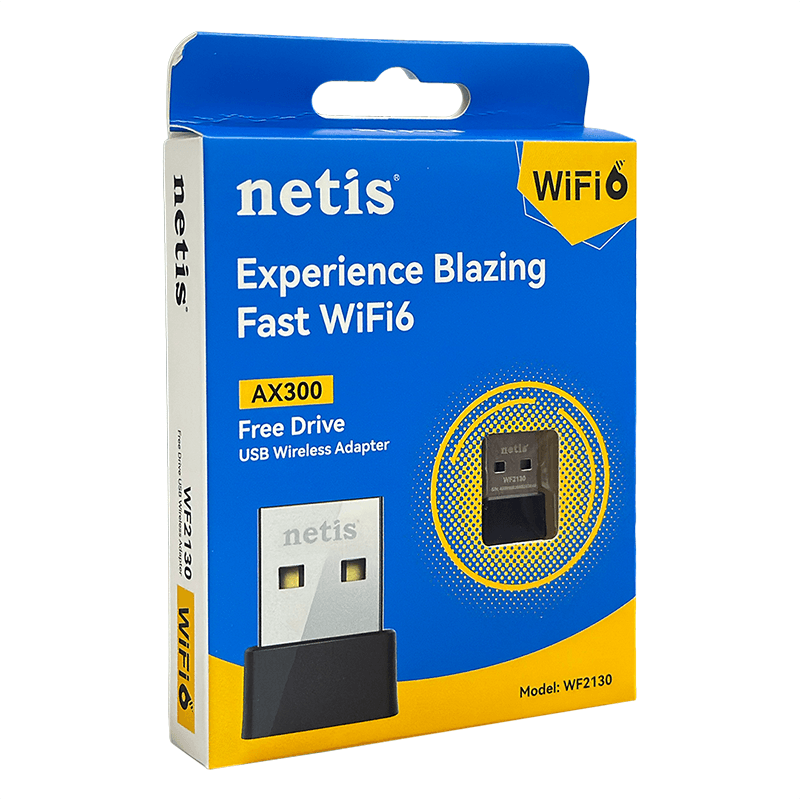 netis®
WiFi6
Experience Blazing
Fast WiFi6
AX300
Free Drive
USB Wireless Adapter
netis
WF2130
netis
Model: WF2130
netis®
Free Drive USB Wireless Adapter
WF2130
WiFi6